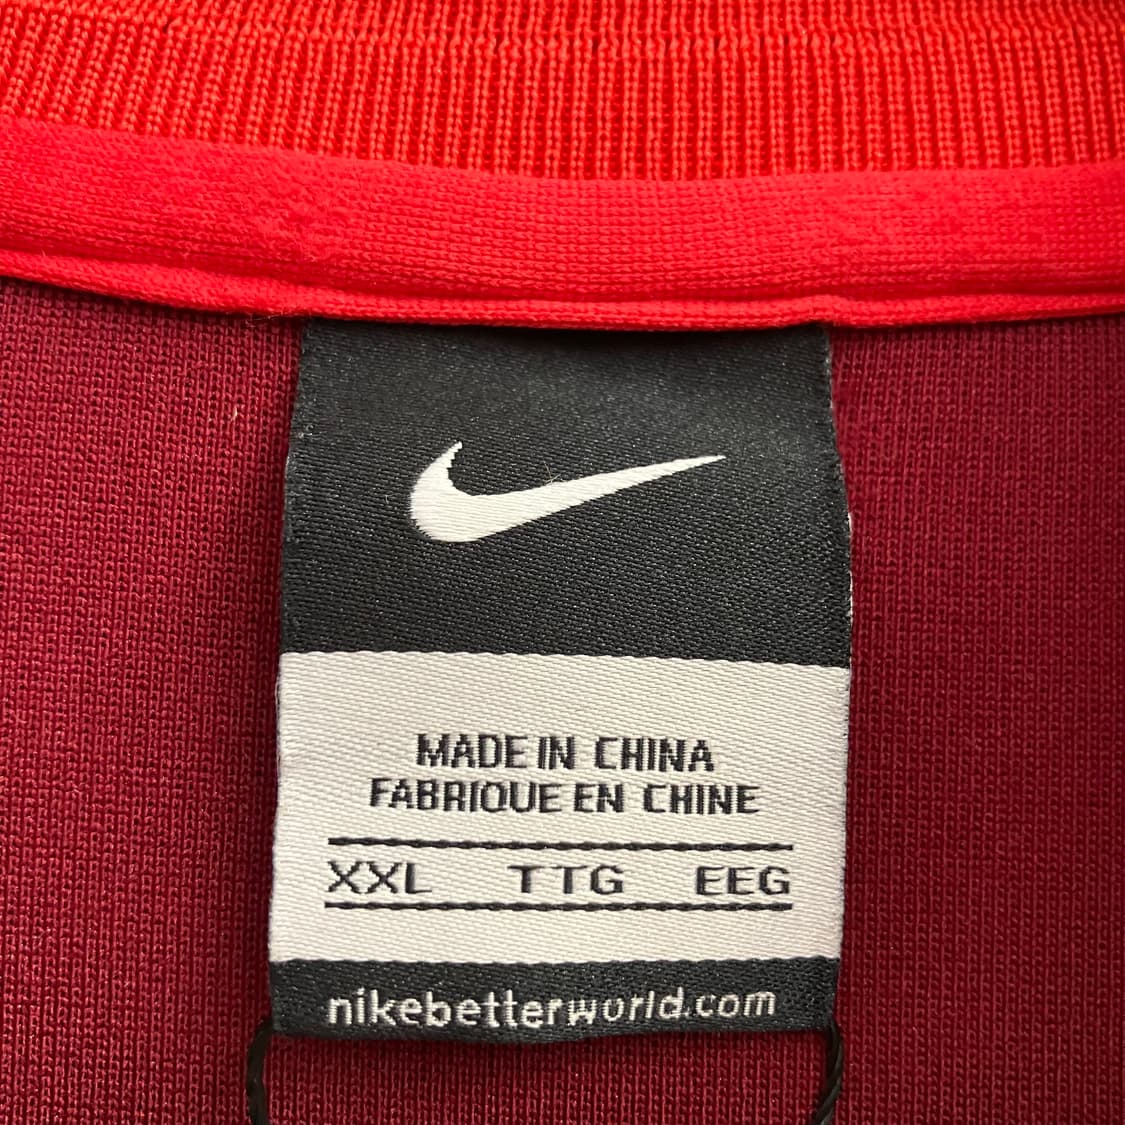 MADE IN CHINA
FABRIQUE EN CHINE
XXL TTG EEG
nikebetterworld.com